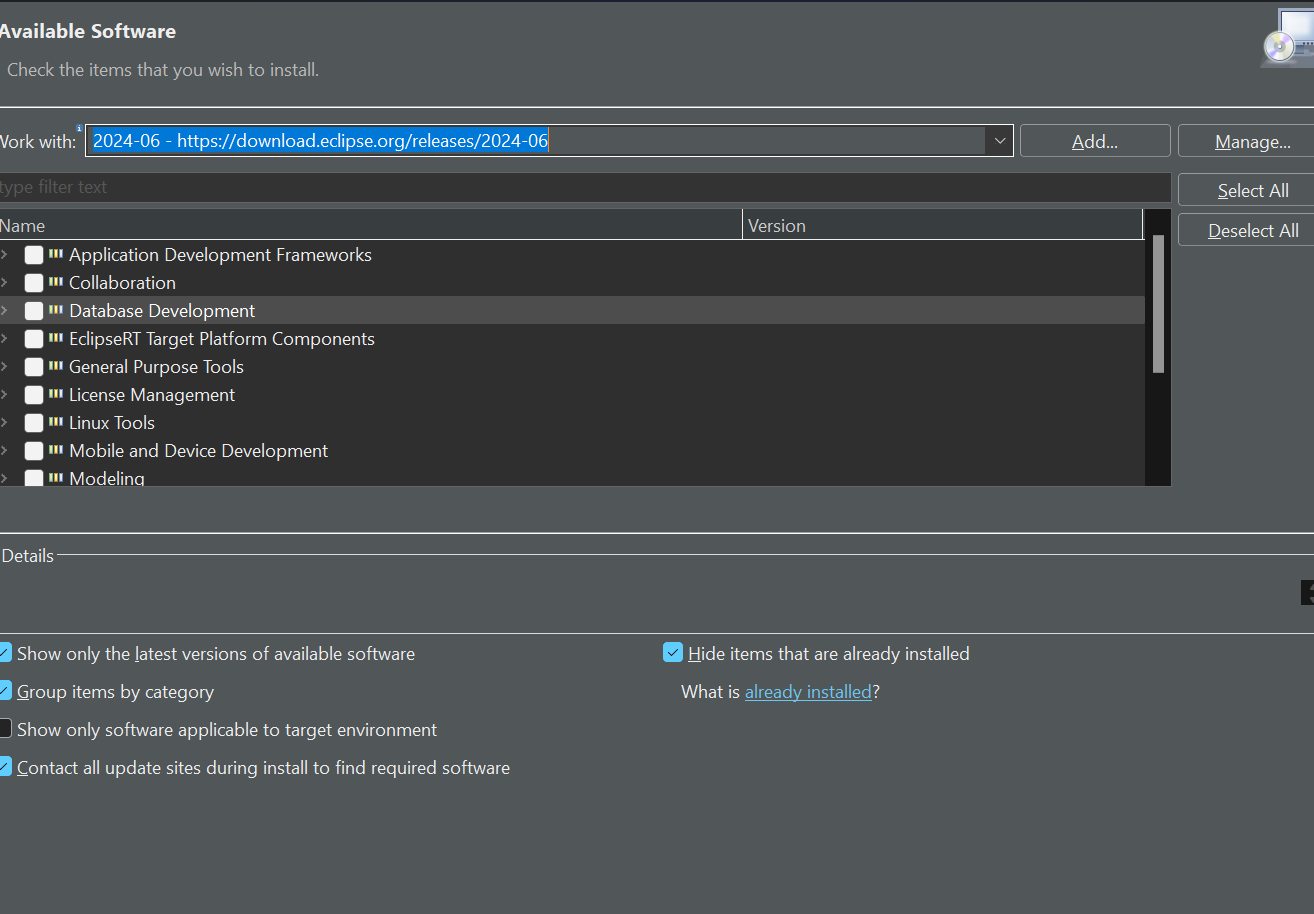 Available Software
Check the items that you wish to install.
Work with:
2024-06 - https://download.eclipse.org/releases/2024-06
Add...
Manage...
type filter text
Select All
Name
Version
Deselect All
Application Development Frameworks
Collaboration
Database Development
EclipseRT Target Platform Components
General Purpose Tools
License Management
Linux Tools
Mobile and Device Development
Modeling
Details
Show only the latest versions of available software
Hide items that are already installed
Group items by category
What is already installed?
Show only software applicable to target environment
Contact all update sites during install to find required software